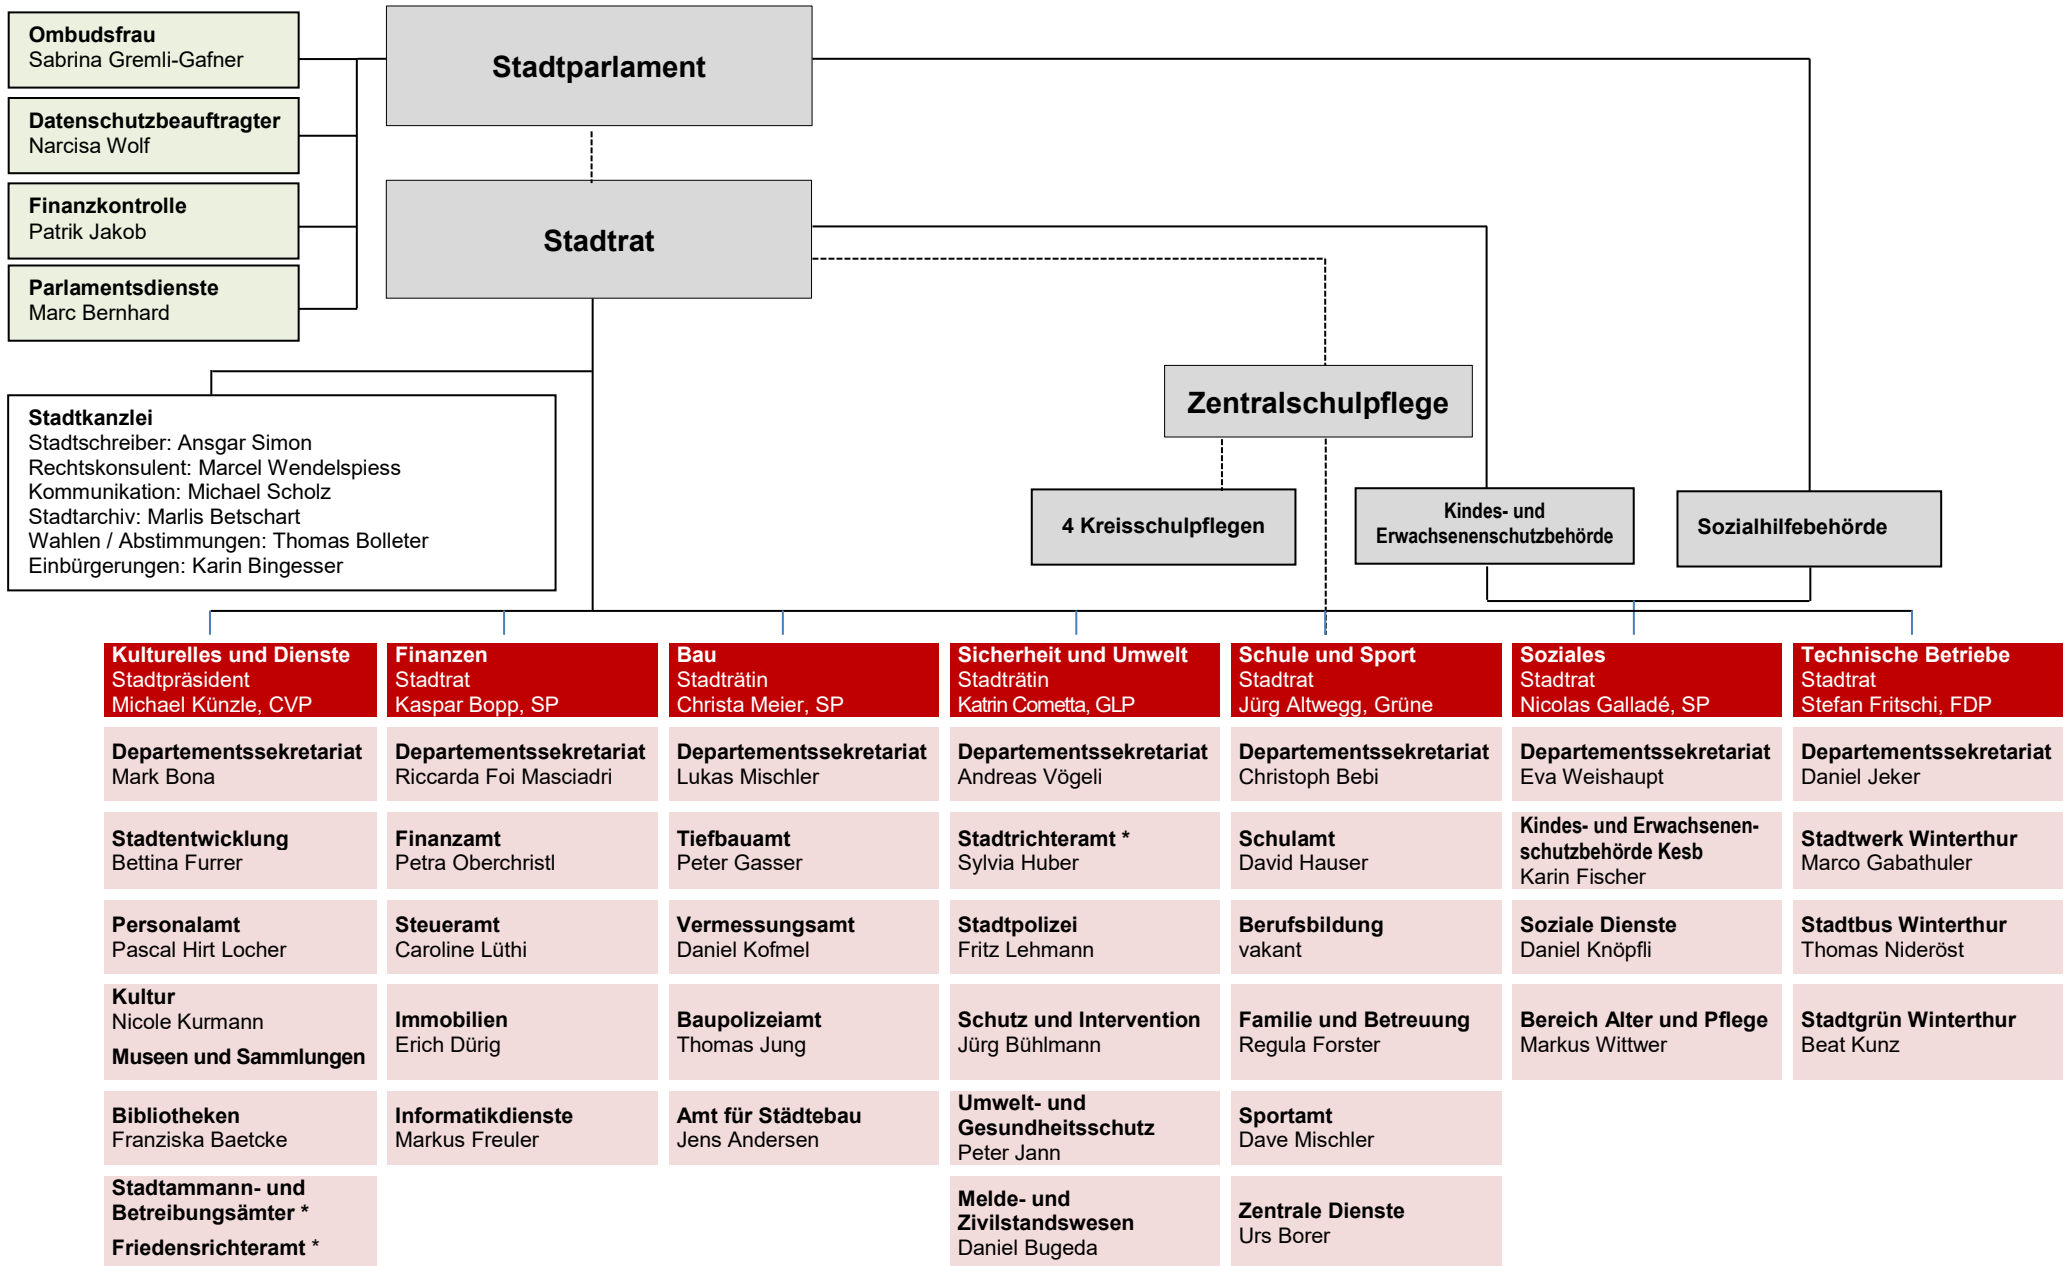 Ombudsfrau
Sabrina Gremli-Gafner
Datenschutzbeauftragter
Narcisa Wolf
Finanzkontrolle
Patrik Jakob
Parlamentsdienste
Marc Bernhard
Stadtparlament
Stadtrat
Zentralschulpflege
Stadtkanzlei
Stadtschreiber: Ansgar Simon
Rechtskonsulent: Marcel Wendelspiess
Kommunikation: Michael Scholz
Stadtarchiv: Marlis Betschart
Wahlen / Abstimmungen: Thomas Bolleter
Einbürgerungen: Karin Bingesser
4 Kreisschulpflegen
Kindes- und
Erwachsenenschutzbehörde
Sozialhilfebehörde
Kulturelles und Dienste
Stadtpräsident
Michael Künzle, CVP
Departementssekretariat
Mark Bona
Stadtentwicklung
Bettina Furrer
Personalamt
Pascal Hirt Locher
Kultur
Nicole Kurmann
Museen und Sammlungen
Bibliotheken
Franziska Baetcke
Stadtammann- und
Betreibungsämter *
Friedensrichteramt *
Finanzen
Stadtrat
Kaspar Bopp, SP
Departementssekretariat
Riccarda Foi Masciadri
Finanzamt
Petra Oberchristl
Steueramt
Caroline Lüthi
Immobilien
Erich Dürig
Informatikdienste
Markus Freuler
Bau
Stadträtin
Christa Meier, SP
Departementssekretariat
Lukas Mischler
Tiefbauamt
Peter Gasser
Vermessungsamt
Daniel Kofmel
Baupolizeiamt
Thomas Jung
Amt für Städtebau
Jens Andersen
Sicherheit und Umwelt
Stadträtin
Katrin Cometta, GLP
Departementssekretariat
Andreas Vögeli
Stadtrichteramt *
Sylvia Huber
Stadtpolizei
Fritz Lehmann
Schutz und Intervention
Jürg Bühlmann
Umwelt- und
Gesundheitsschutz
Peter Jann
Melde- und
Zivilstandswesen
Daniel Bugeda
Schule und Sport
Stadtrat
Jürg Altwegg, Grüne
Departementssekretariat
Christoph Bebi
Schulamt
David Hauser
Berufsbildung
vakant
Familie und Betreuung
Regula Forster
Sportamt
Dave Mischler
Zentrale Dienste
Urs Borer
Soziales
Stadtrat
Nicolas Galladé, SP
Departementssekretariat
Eva Weishaupt
Kindes- und Erwachsenen-
schutzbehörde Kesb
Karin Fischer
Soziale Dienste
Daniel Knöpfli
Bereich Alter und Pflege
Markus Wittwer
Technische Betriebe
Stadtrat
Stefan Fritschi, FDP
Departementssekretariat
Daniel Jeker
Stadtwerk Winterthur
Marco Gabathuler
Stadtbus Winterthur
Thomas Nideröst
Stadtgrün Winterthur
Beat Kunz